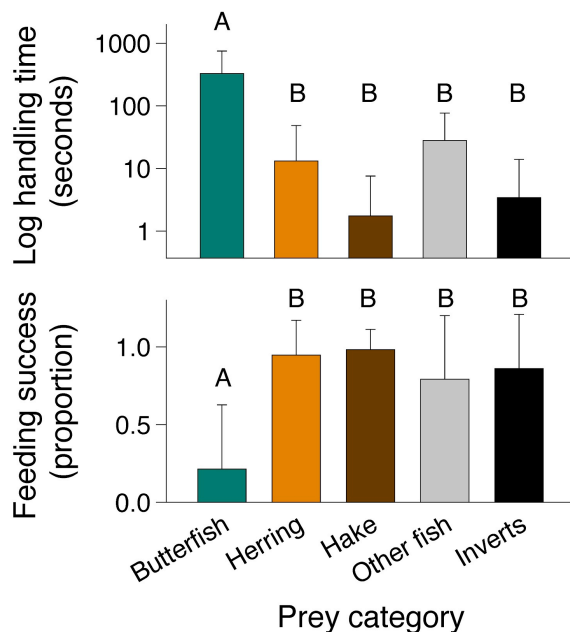 Log handling time
(seconds)
1000
100
10
1
A
B
B
B
B
Feeding success
(proportion)
1.0
0.5
0.0
A
B
B
B
B
Butterfish
Herring
Hake
Other fish
Inverts
Prey category